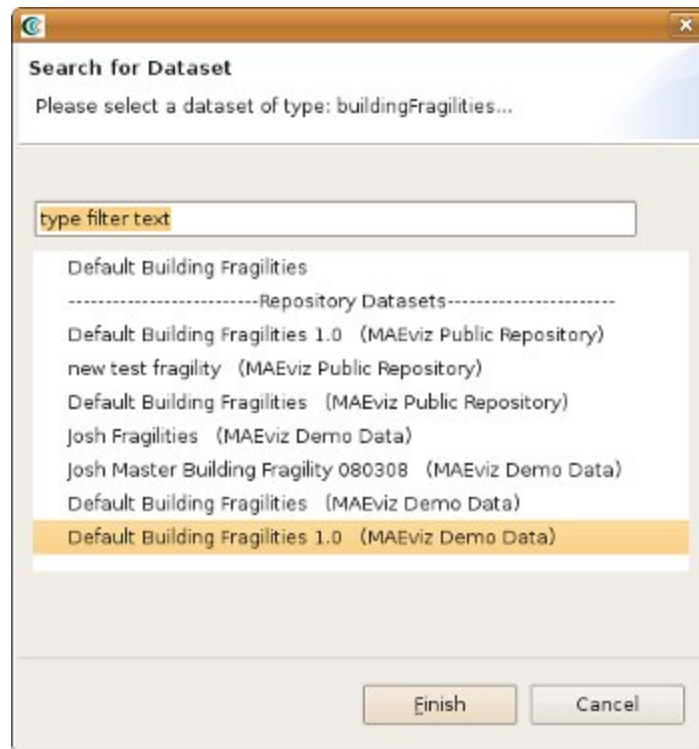 Search for Dataset
Please select a dataset of type: buildingFragilities...
type filter text
Default Building Fragilities
--------------------------Repository Datasets-----------------------
Default Building Fragilities 1.0 (MAEviz Public Repository)
new test fragility (MAEviz Public Repository)
Default Building Fragilities (MAEviz Public Repository)
Josh Fragilities (MAEviz Demo Data)
Josh Master Building Fragility 080308 (MAEviz Demo Data)
Default Building Fragilities (MAEviz Demo Data)
Default Building Fragilities 1.0 (MAEviz Demo Data)
Finish Cancel